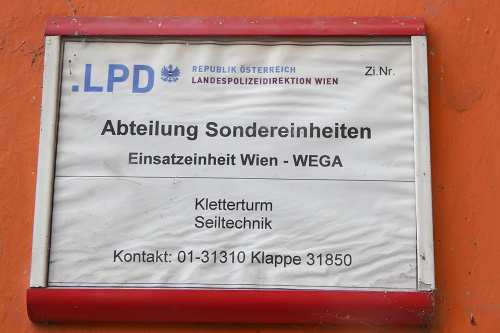 .LPD REPUBLIK ÖSTERREICH
LANDESPOLIZEIDIREKTION WIEN
Zi.Nr.
Abteilung Sondereinheiten
Einsatzeinheit Wien - WEGA
Kletterturm
Seiltechnik
Kontakt: 01-31310 Klappe 31850